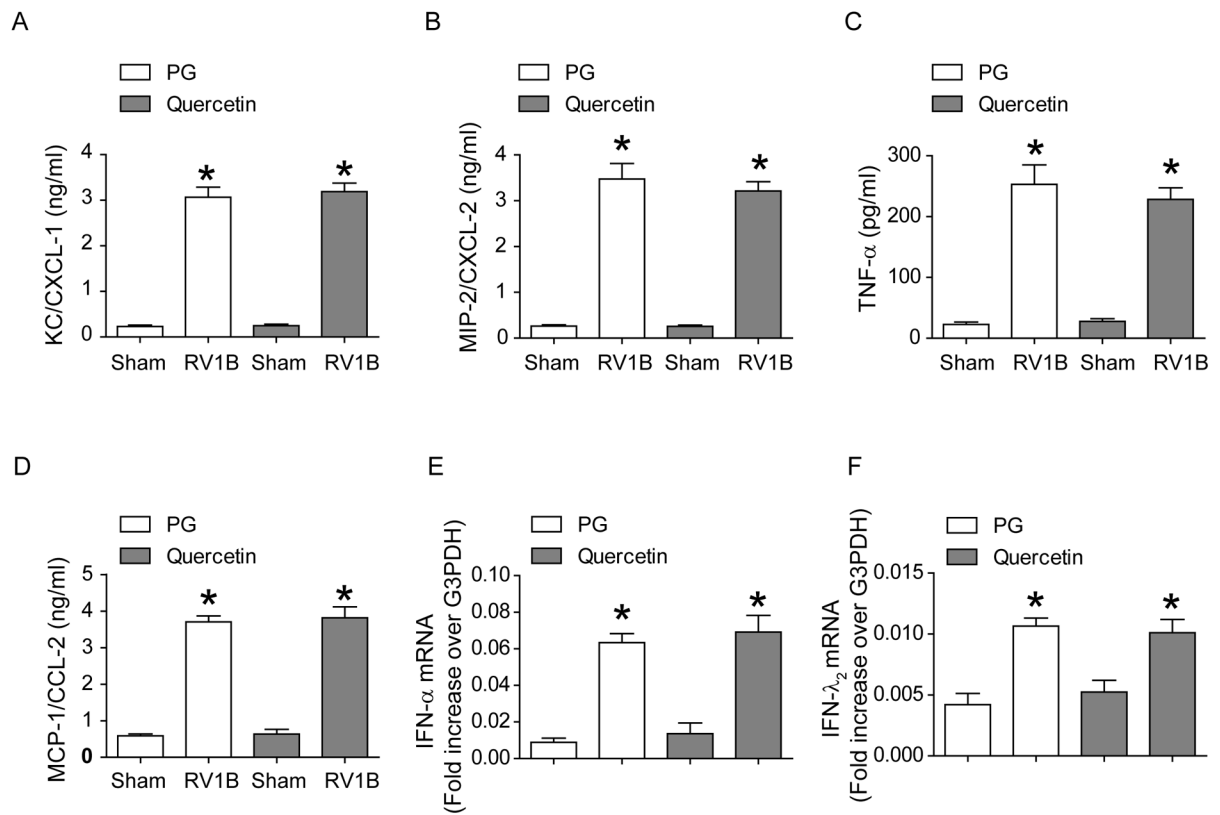 A
PG
Quercetin
KC/CXCL-1 (ng/ml)
4
3
2
1
0
*
*
Sham RV1B Sham RV1B
B
PG
Quercetin
MIP-2/CXCL-2 (ng/ml)
4
3
2
1
0
*
*
Sham RV1B Sham RV1B
C
PG
Quercetin
TNF-α (pg/ml)
300
200
100
0
*
*
Sham RV1B Sham RV1B
D
PG
Quercetin
MCP-1/CCL-2 (ng/ml)
5
4
3
2
1
0
*
*
Sham RV1B Sham RV1B
E
PG
Quercetin
IFN-α mRNA
(Fold increase over G3PDH)
0.10
0.08
0.06
0.04
0.02
0.00
*
*
F
PG
Quercetin
IFN-λ₂ mRNA
(Fold increase over G3PDH)
0.015
0.010
0.005
0.000
*
*